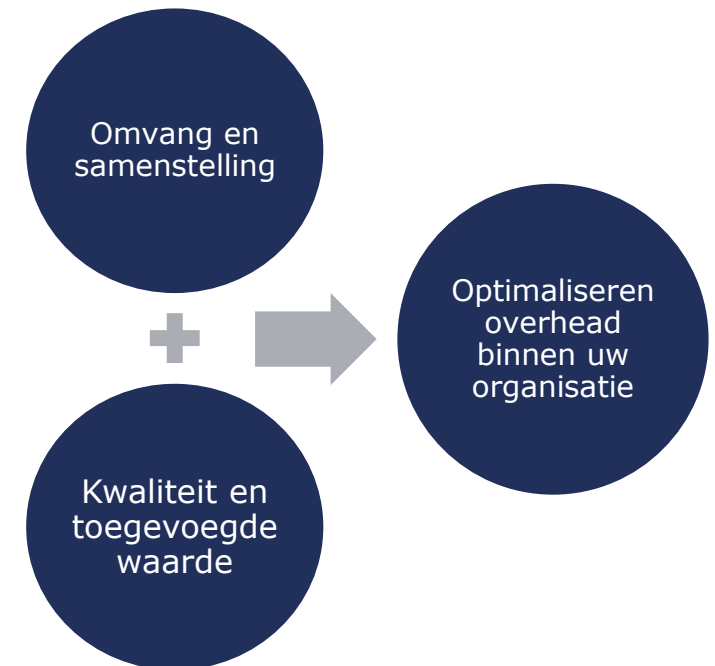 Omvang en
samenstelling
Kwaliteit en
toegevoegde
waarde
Optimaliseren
overhead
binnen uw
organisatie